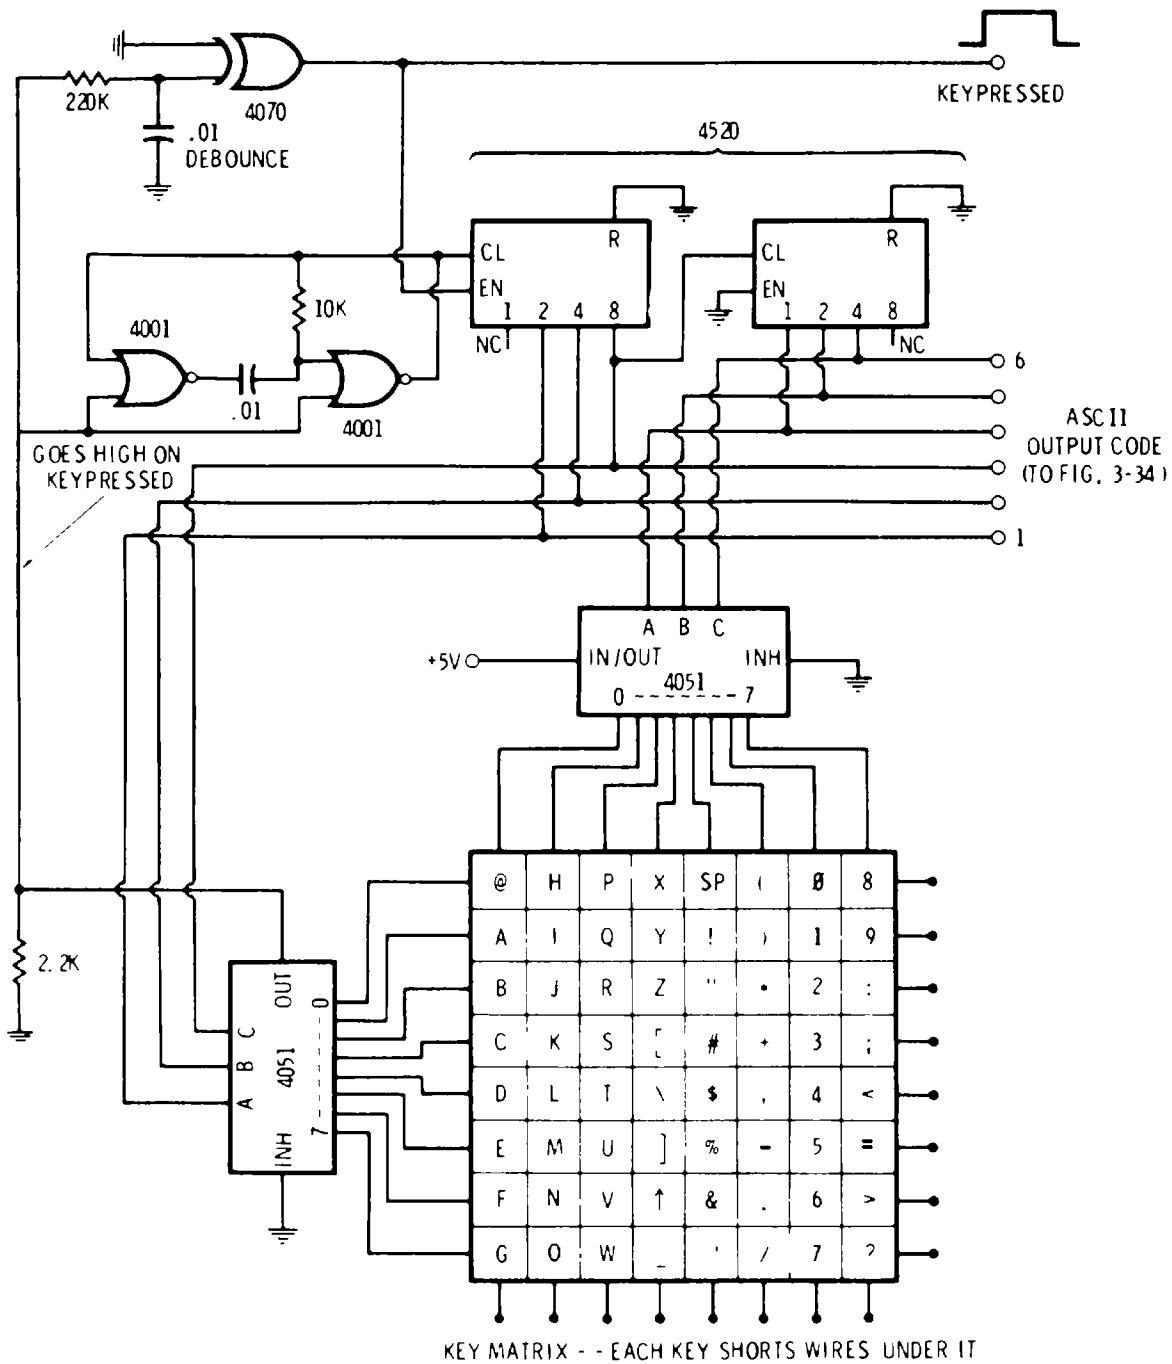 220K
4070
.01
DEBOUNCE
KEYPRESSED
4520
R
R
CL
CL
EN
EN
1 2 4 8
1 2 4 8
NC
NC
10K
4001
.01
4001
6
ASCII
OUTPUT CODE
(TO FIG. 3-34)
1
GOES HIGH ON
KEYPRESSED
A B C
+5V
IN/OUT
INH
4051
0 - - - - - - - 7
@ H P X SP ( Ø 8
A I Q Y ! ) 1 9
B J R Z " * 2 :
C K S [ # + 3 ;
D L T \ $ , 4 <
E M U ] % - 5 =
F N V ↑ & . 6 >
G O W _ ' / 7 ?
2.2K
OUT
0 - - - - - - - 7
C
B
A
4051
INH
KEY MATRIX - - EACH KEY SHORTS WIRES UNDER IT